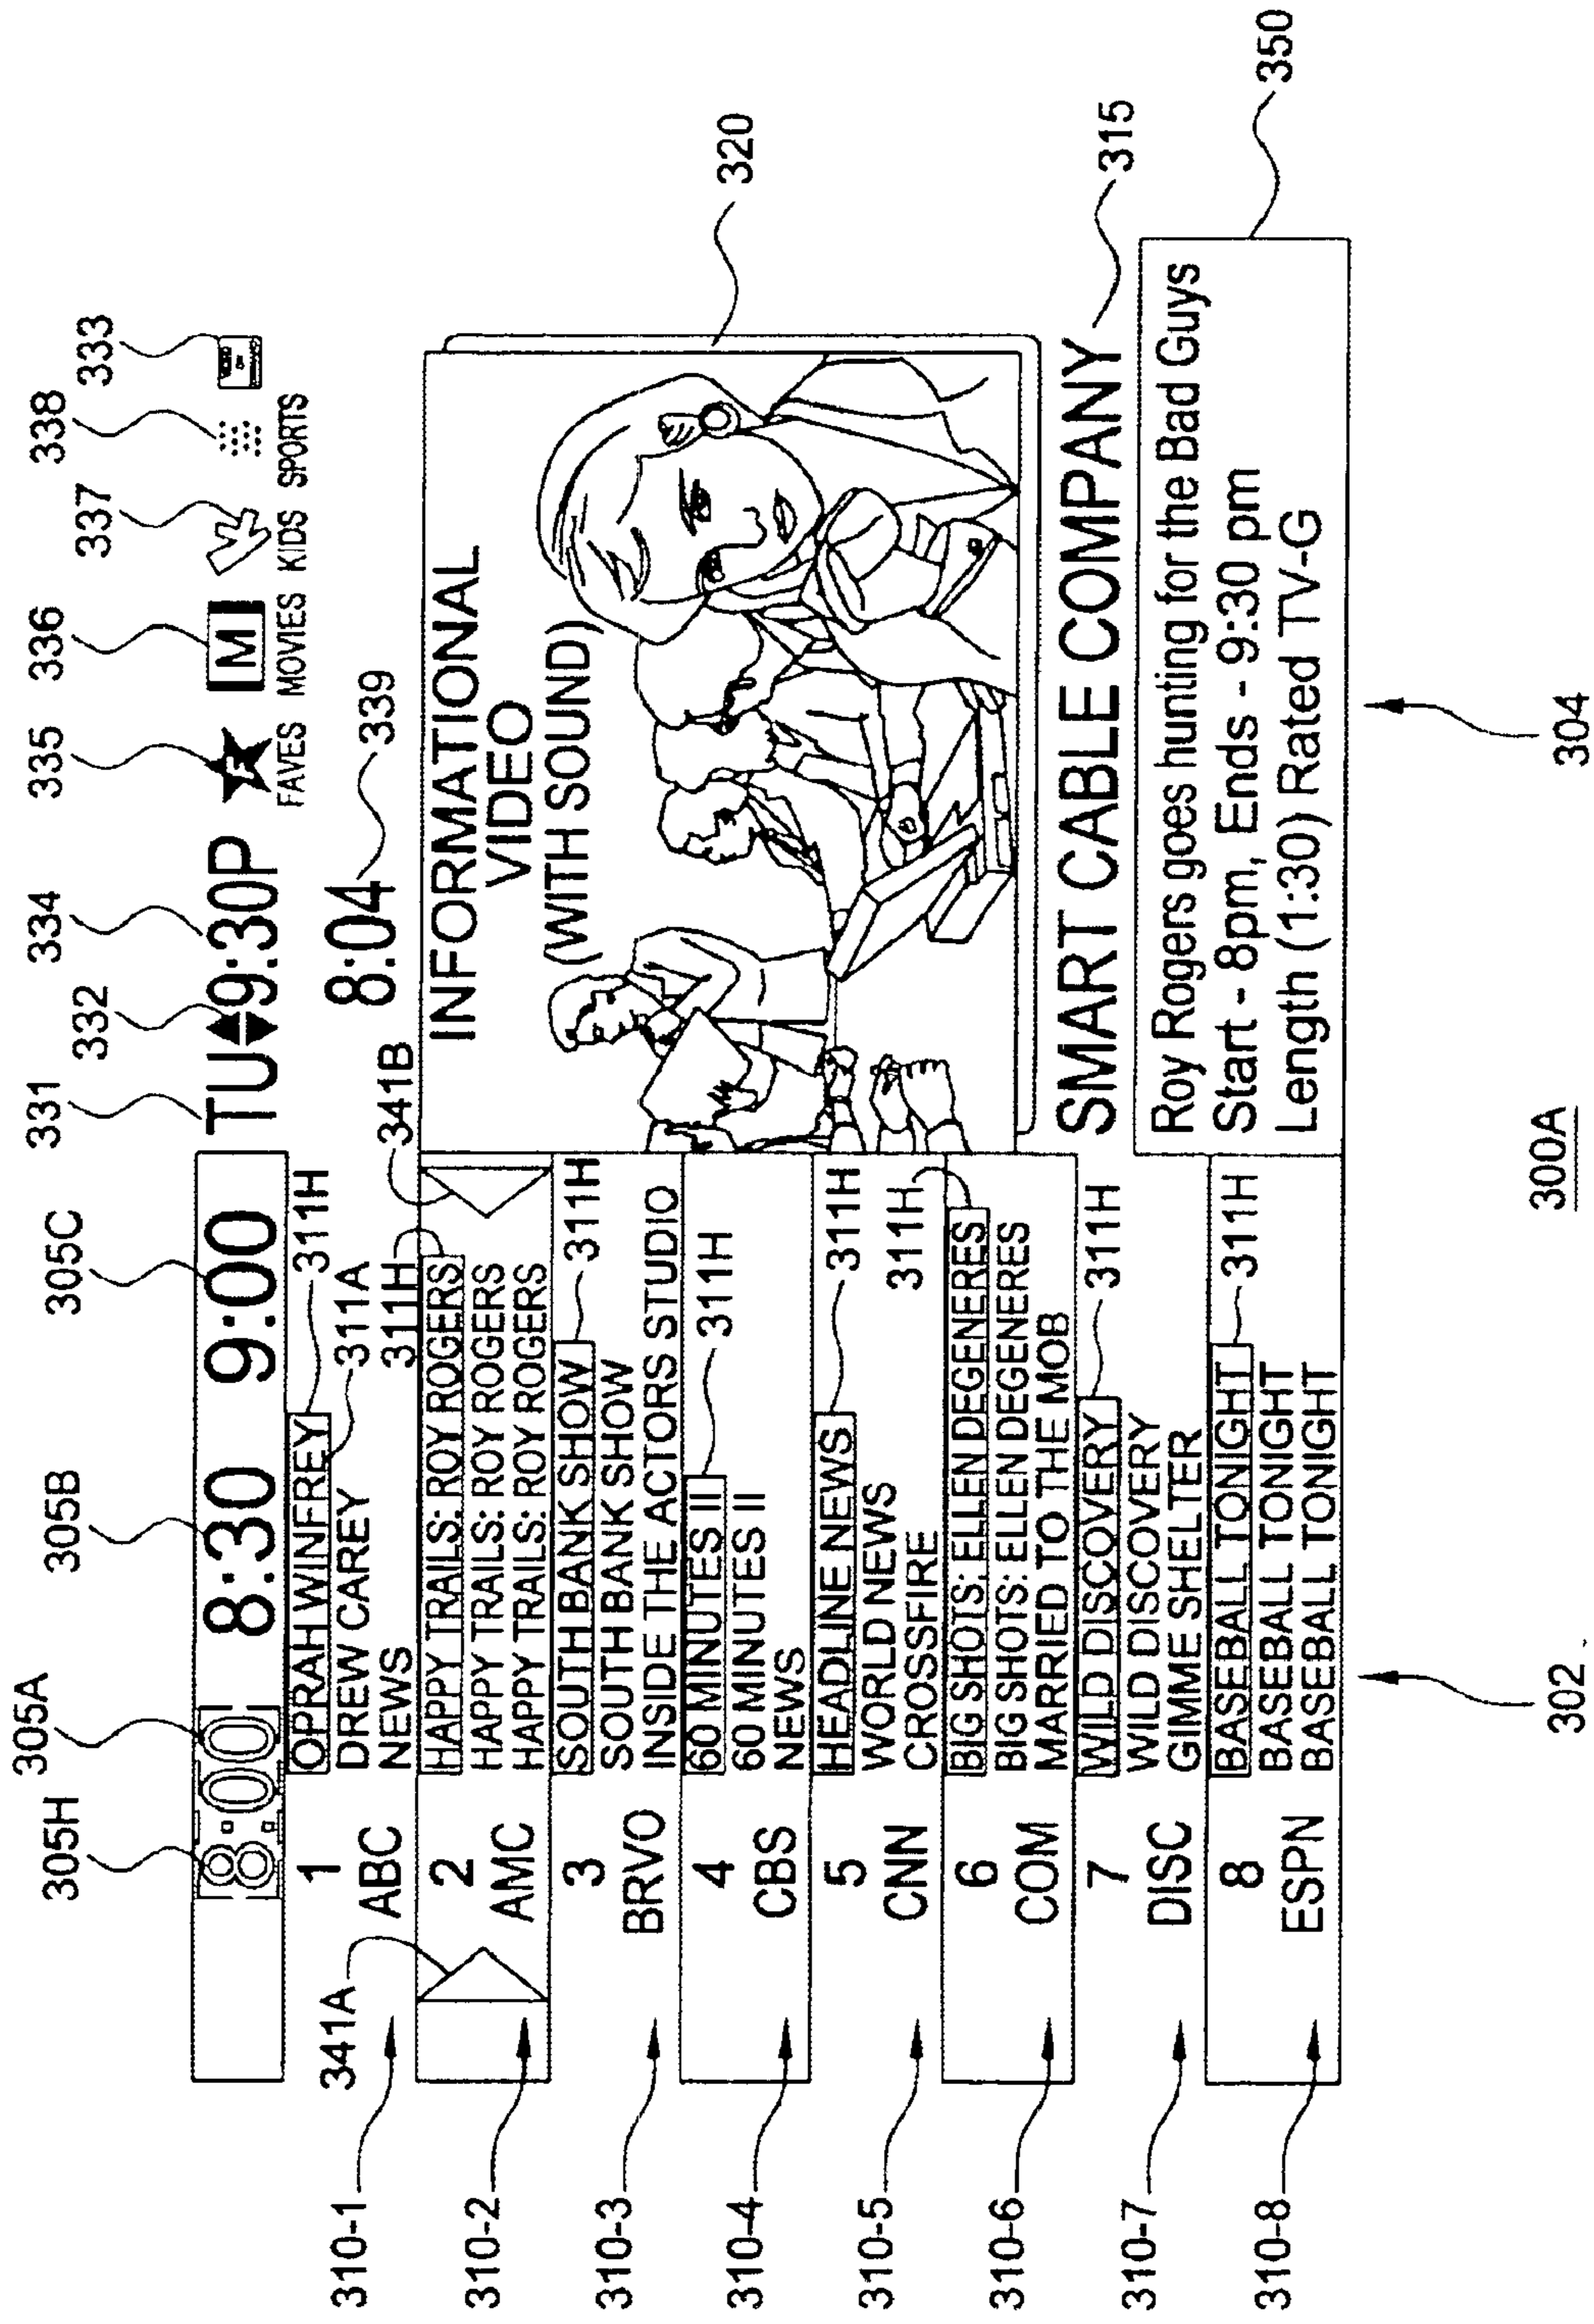 305H 305A 305B 305C 331 332 334 335 336 337 338 333
8:00 8:30 9:00 TU 9:30P F M
FAVES MOVIES KIDS SPORTS
8:04 339
341A 341B
310-1
1
ABC
OPRAH WINFREY 311H
DREW CAREY 311A
NEWS 311H
310-2
2
AMC
HAPPY TRAILS: ROY ROGERS
HAPPY TRAILS: ROY ROGERS
HAPPY TRAILS: ROY ROGERS
310-3
3
BRVO
SOUTH BANK SHOW 311H
SOUTH BANK SHOW
INSIDE THE ACTORS STUDIO
310-4
4
CBS
60 MINUTES II 311H
60 MINUTES II
NEWS
310-5
5
CNN
HEADLINE NEWS 311H
WORLD NEWS
CROSSFIRE 311H
310-6
6
COM
BIG SHOTS: ELLEN DEGENERES
BIG SHOTS: ELLEN DEGENERES
MARRIED TO THE MOB
310-7
7
DISC
WILD DISCOVERY 311H
WILD DISCOVERY
GIMME SHELTER
310-8
8
ESPN
BASEBALL TONIGHT 311H
BASEBALL TONIGHT
BASEBALL TONIGHT
INFORMATIONAL
VIDEO
(WITH SOUND)
320
SMART CABLE COMPANY 315
Roy Rogers goes hunting for the Bad Guys
Start - 8pm, Ends - 9:30 pm
Length (1:30) Rated TV-G
350
302 304
300A